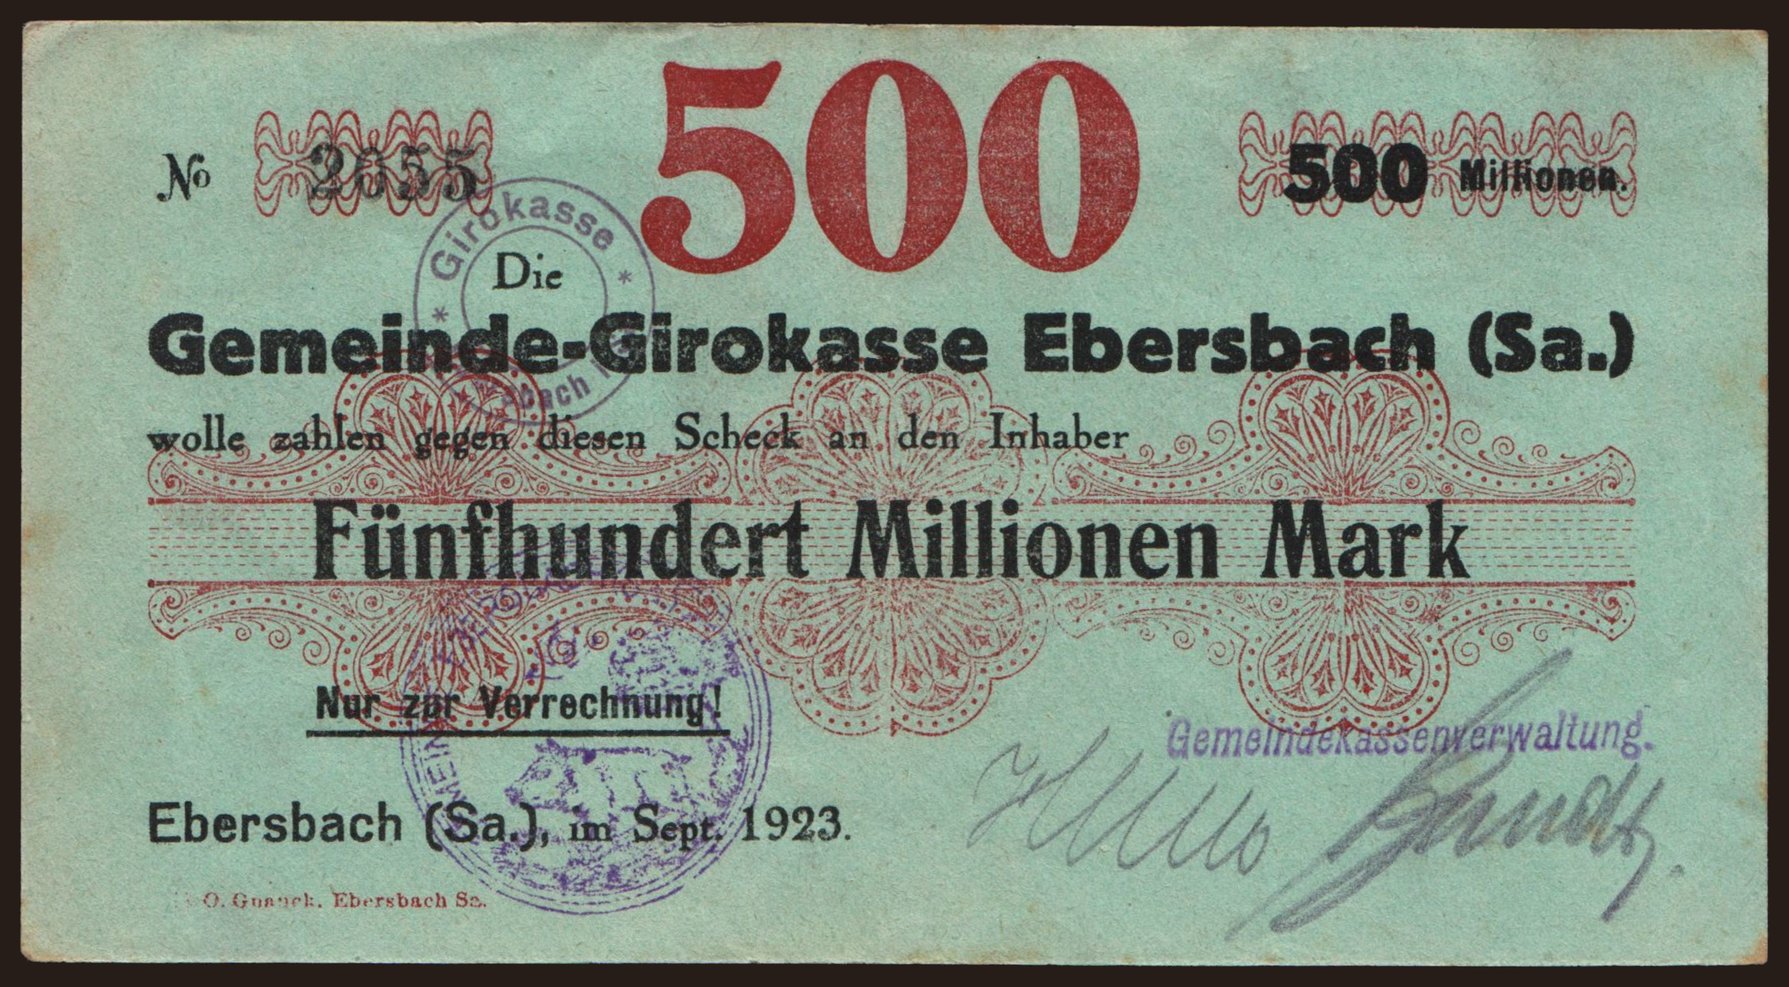 500
№ 2655
500 Millionen.
Girokasse
Die
Gemeinde-Girokasse Ebersbach (Sa.)
wolle zahlen gegen diesen Scheck an den Inhaber
Fünfhundert Millionen Mark
Nur zur Verrechnung!
Gemeindekassenverwaltung.
Ebersbach (Sa.), im Sept. 1923.
O. Gnauck, Ebersbach Sa.